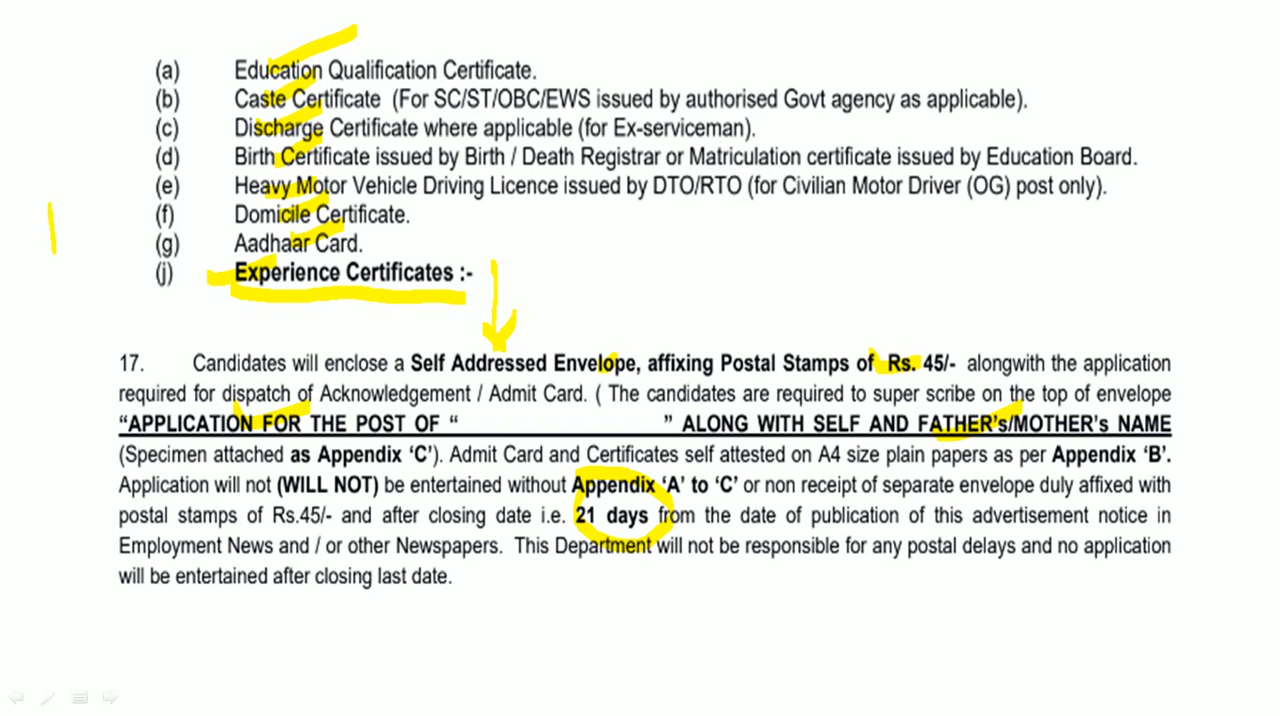 (a) Education Qualification Certificate.
(b) Caste Certificate (For SC/ST/OBC/EWS issued by authorised Govt agency as applicable).
(c) Discharge Certificate where applicable (for Ex-serviceman).
(d) Birth Certificate issued by Birth / Death Registrar or Matriculation certificate issued by Education Board.
(e) Heavy Motor Vehicle Driving Licence issued by DTO/RTO (for Civilian Motor Driver (OG) post only).
(f) Domicile Certificate.
(g) Aadhaar Card.
(j) Experience Certificates :-
17. Candidates will enclose a Self Addressed Envelope, affixing Postal Stamps of Rs. 45/- alongwith the application
required for dispatch of Acknowledgement / Admit Card. ( The candidates are required to super scribe on the top of envelope
“APPLICATION FOR THE POST OF “ ” ALONG WITH SELF AND FATHER’s/MOTHER’s NAME
(Specimen attached as Appendix ‘C’). Admit Card and Certificates self attested on A4 size plain papers as per Appendix ‘B’.
Application will not (WILL NOT) be entertained without Appendix ‘A’ to ‘C’ or non receipt of separate envelope duly affixed with
postal stamps of Rs.45/- and after closing date i.e. 21 days from the date of publication of this advertisement notice in
Employment News and / or other Newspapers. This Department will not be responsible for any postal delays and no application
will be entertained after closing last date.